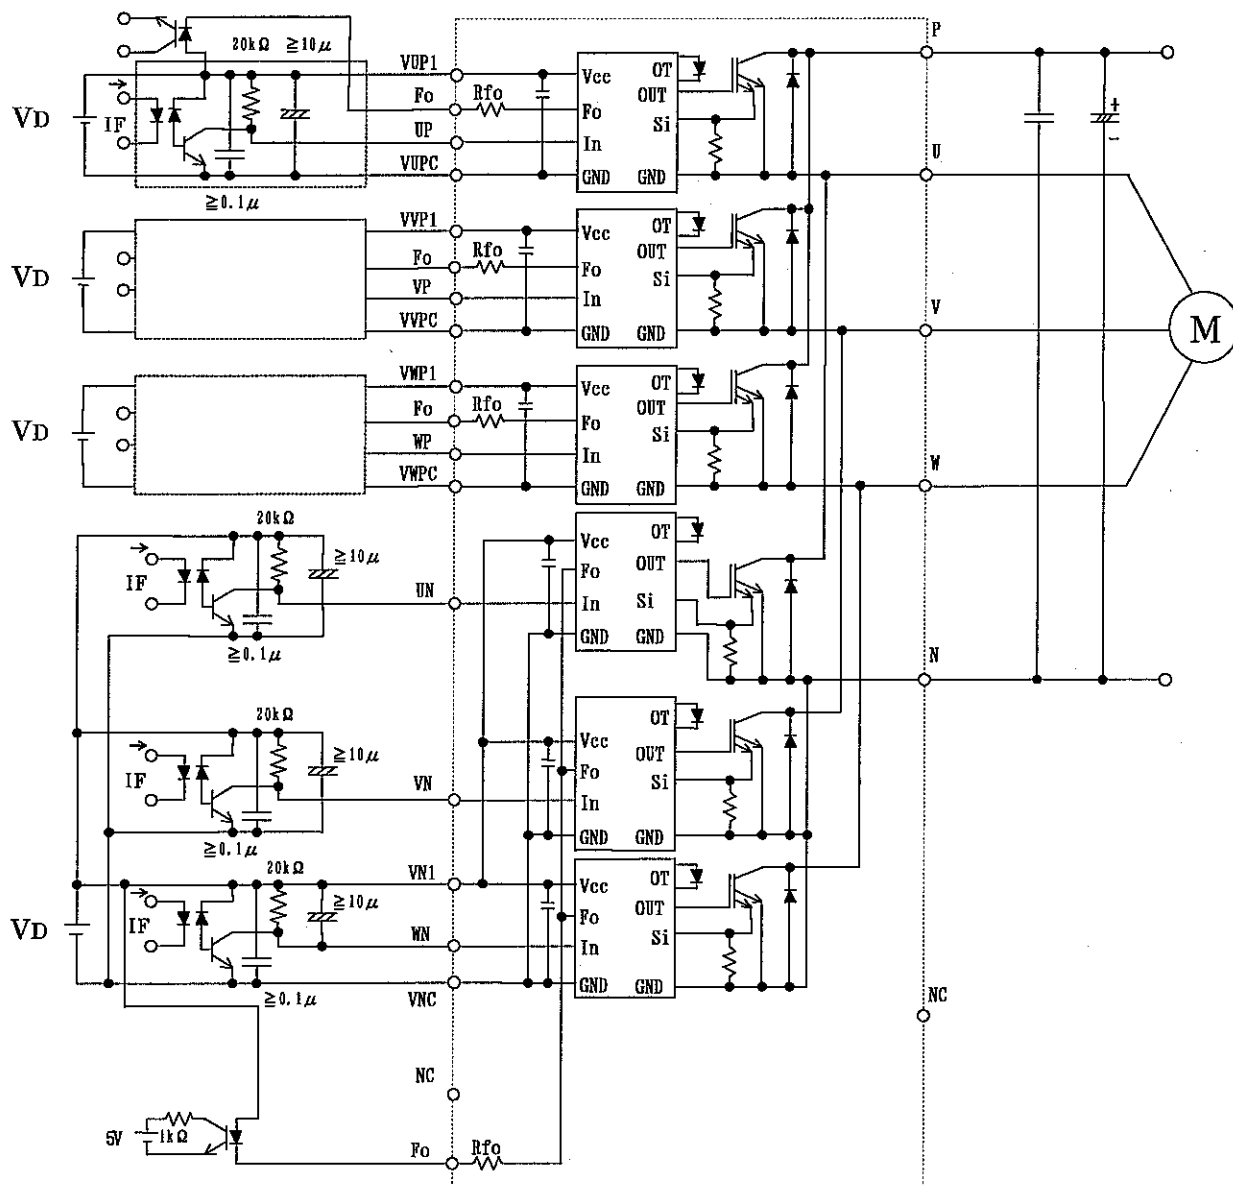 P
20kΩ ≧10μ
VUP1
Vcc
OT
Fo
Rfo
Fo
OUT
VD
IF
UP
In
Si
+
-
VUPC
GND GND
U
≧0.1μ
VVP1
Vcc
OT
Fo
Rfo
Fo
OUT
VD
VP
In
Si
VVPC
GND GND
V
M
VWP1
Vcc
OT
Fo
Rfo
Fo
OUT
VD
WP
In
Si
VWPC
GND GND
W
20kΩ
≧10μ
Vcc
OT
IF
Fo
OUT
UN
In
Si
≧0.1μ
GND GND
N
20kΩ
≧10μ
Vcc
OT
IF
Fo
OUT
VN
In
Si
≧0.1μ
GND GND
20kΩ
≧10μ
VN1
Vcc
OT
VD
IF
Fo
OUT
WN
In
Si
≧0.1μ
VNC
GND GND
NC
NC
5V
1kΩ
Fo
Rfo